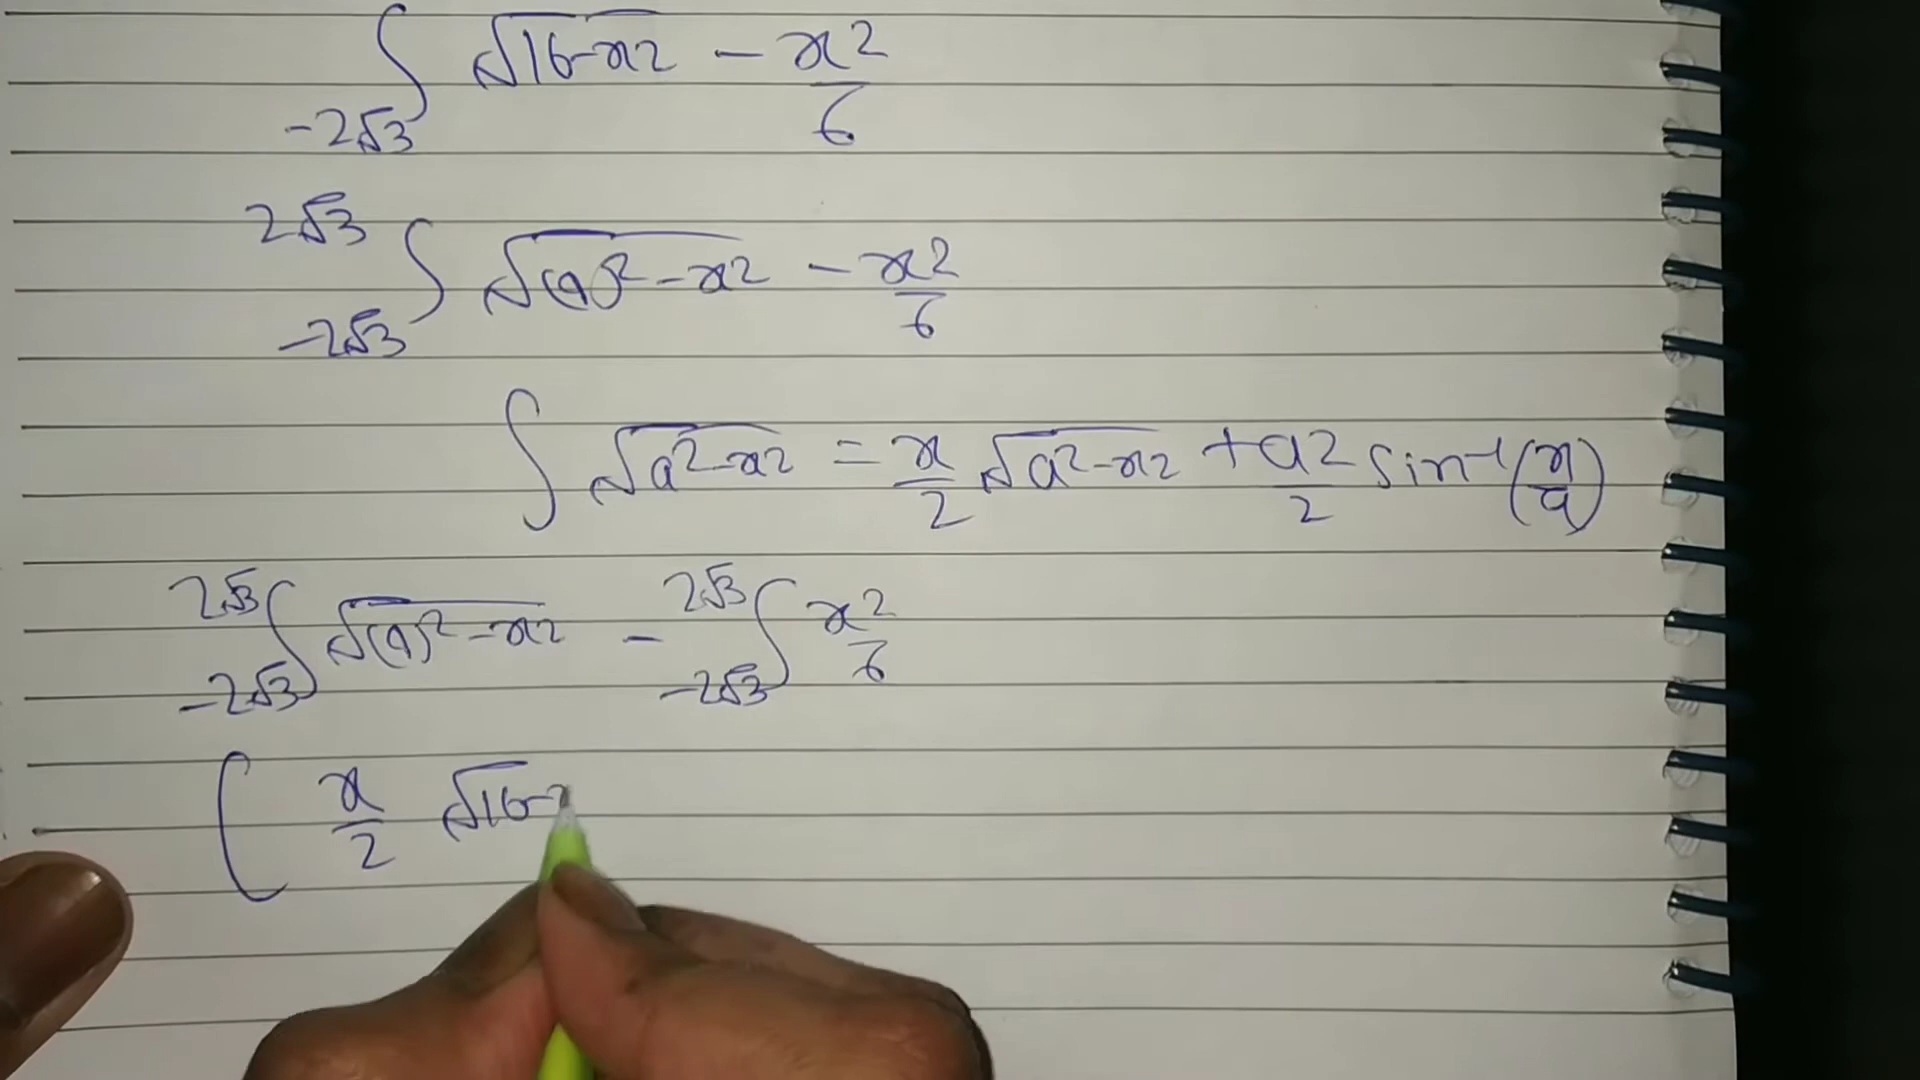 ∫ √16-x2 - x2/6
-2√3
2√3 ∫ √(4)2-x2 - x2/6
-2√3
∫ √a2-x2 = x/2 √a2-x2 + a2/2 sin-1(x/a)
2√3 ∫ √(4)2-x2 - 2√3 ∫ x2/6
-2√3 -2√3
( x/2 √16-